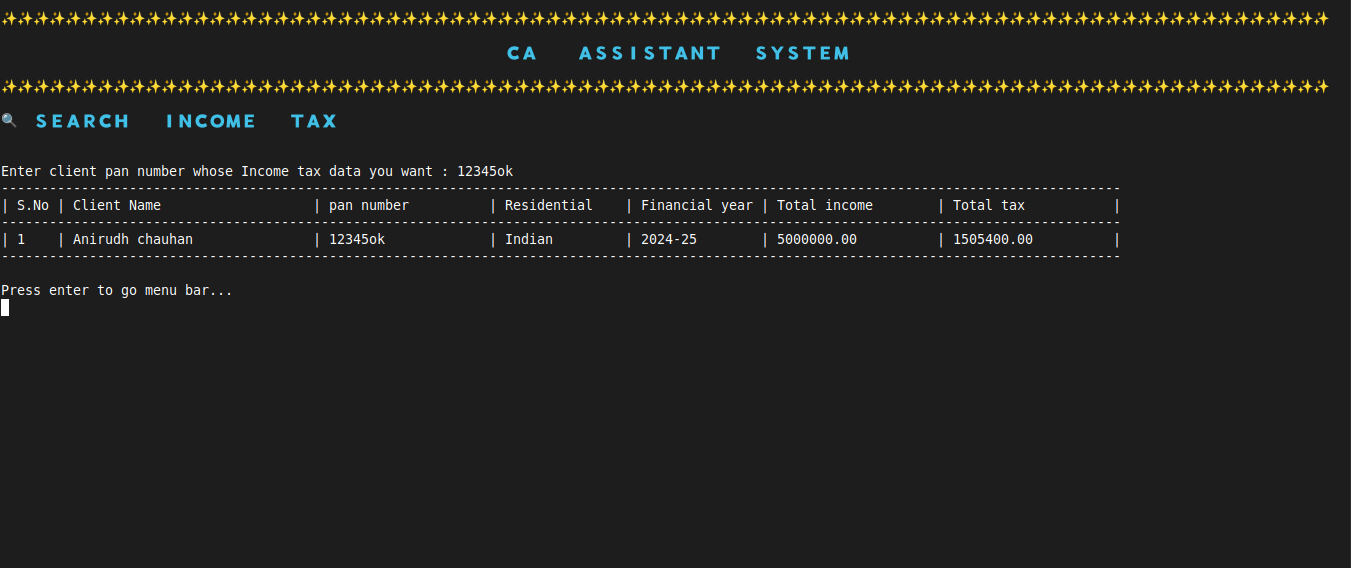 CA ASSISTANT SYSTEM
SEARCH INCOME TAX
Enter client pan number whose Income tax data you want : 12345ok
| S.No | Client Name | pan number | Residential | Financial year | Total income | Total tax |
| 1 | Anirudh chauhan | 12345ok | Indian | 2024-25 | 5000000.00 | 1505400.00 |
Press enter to go menu bar...